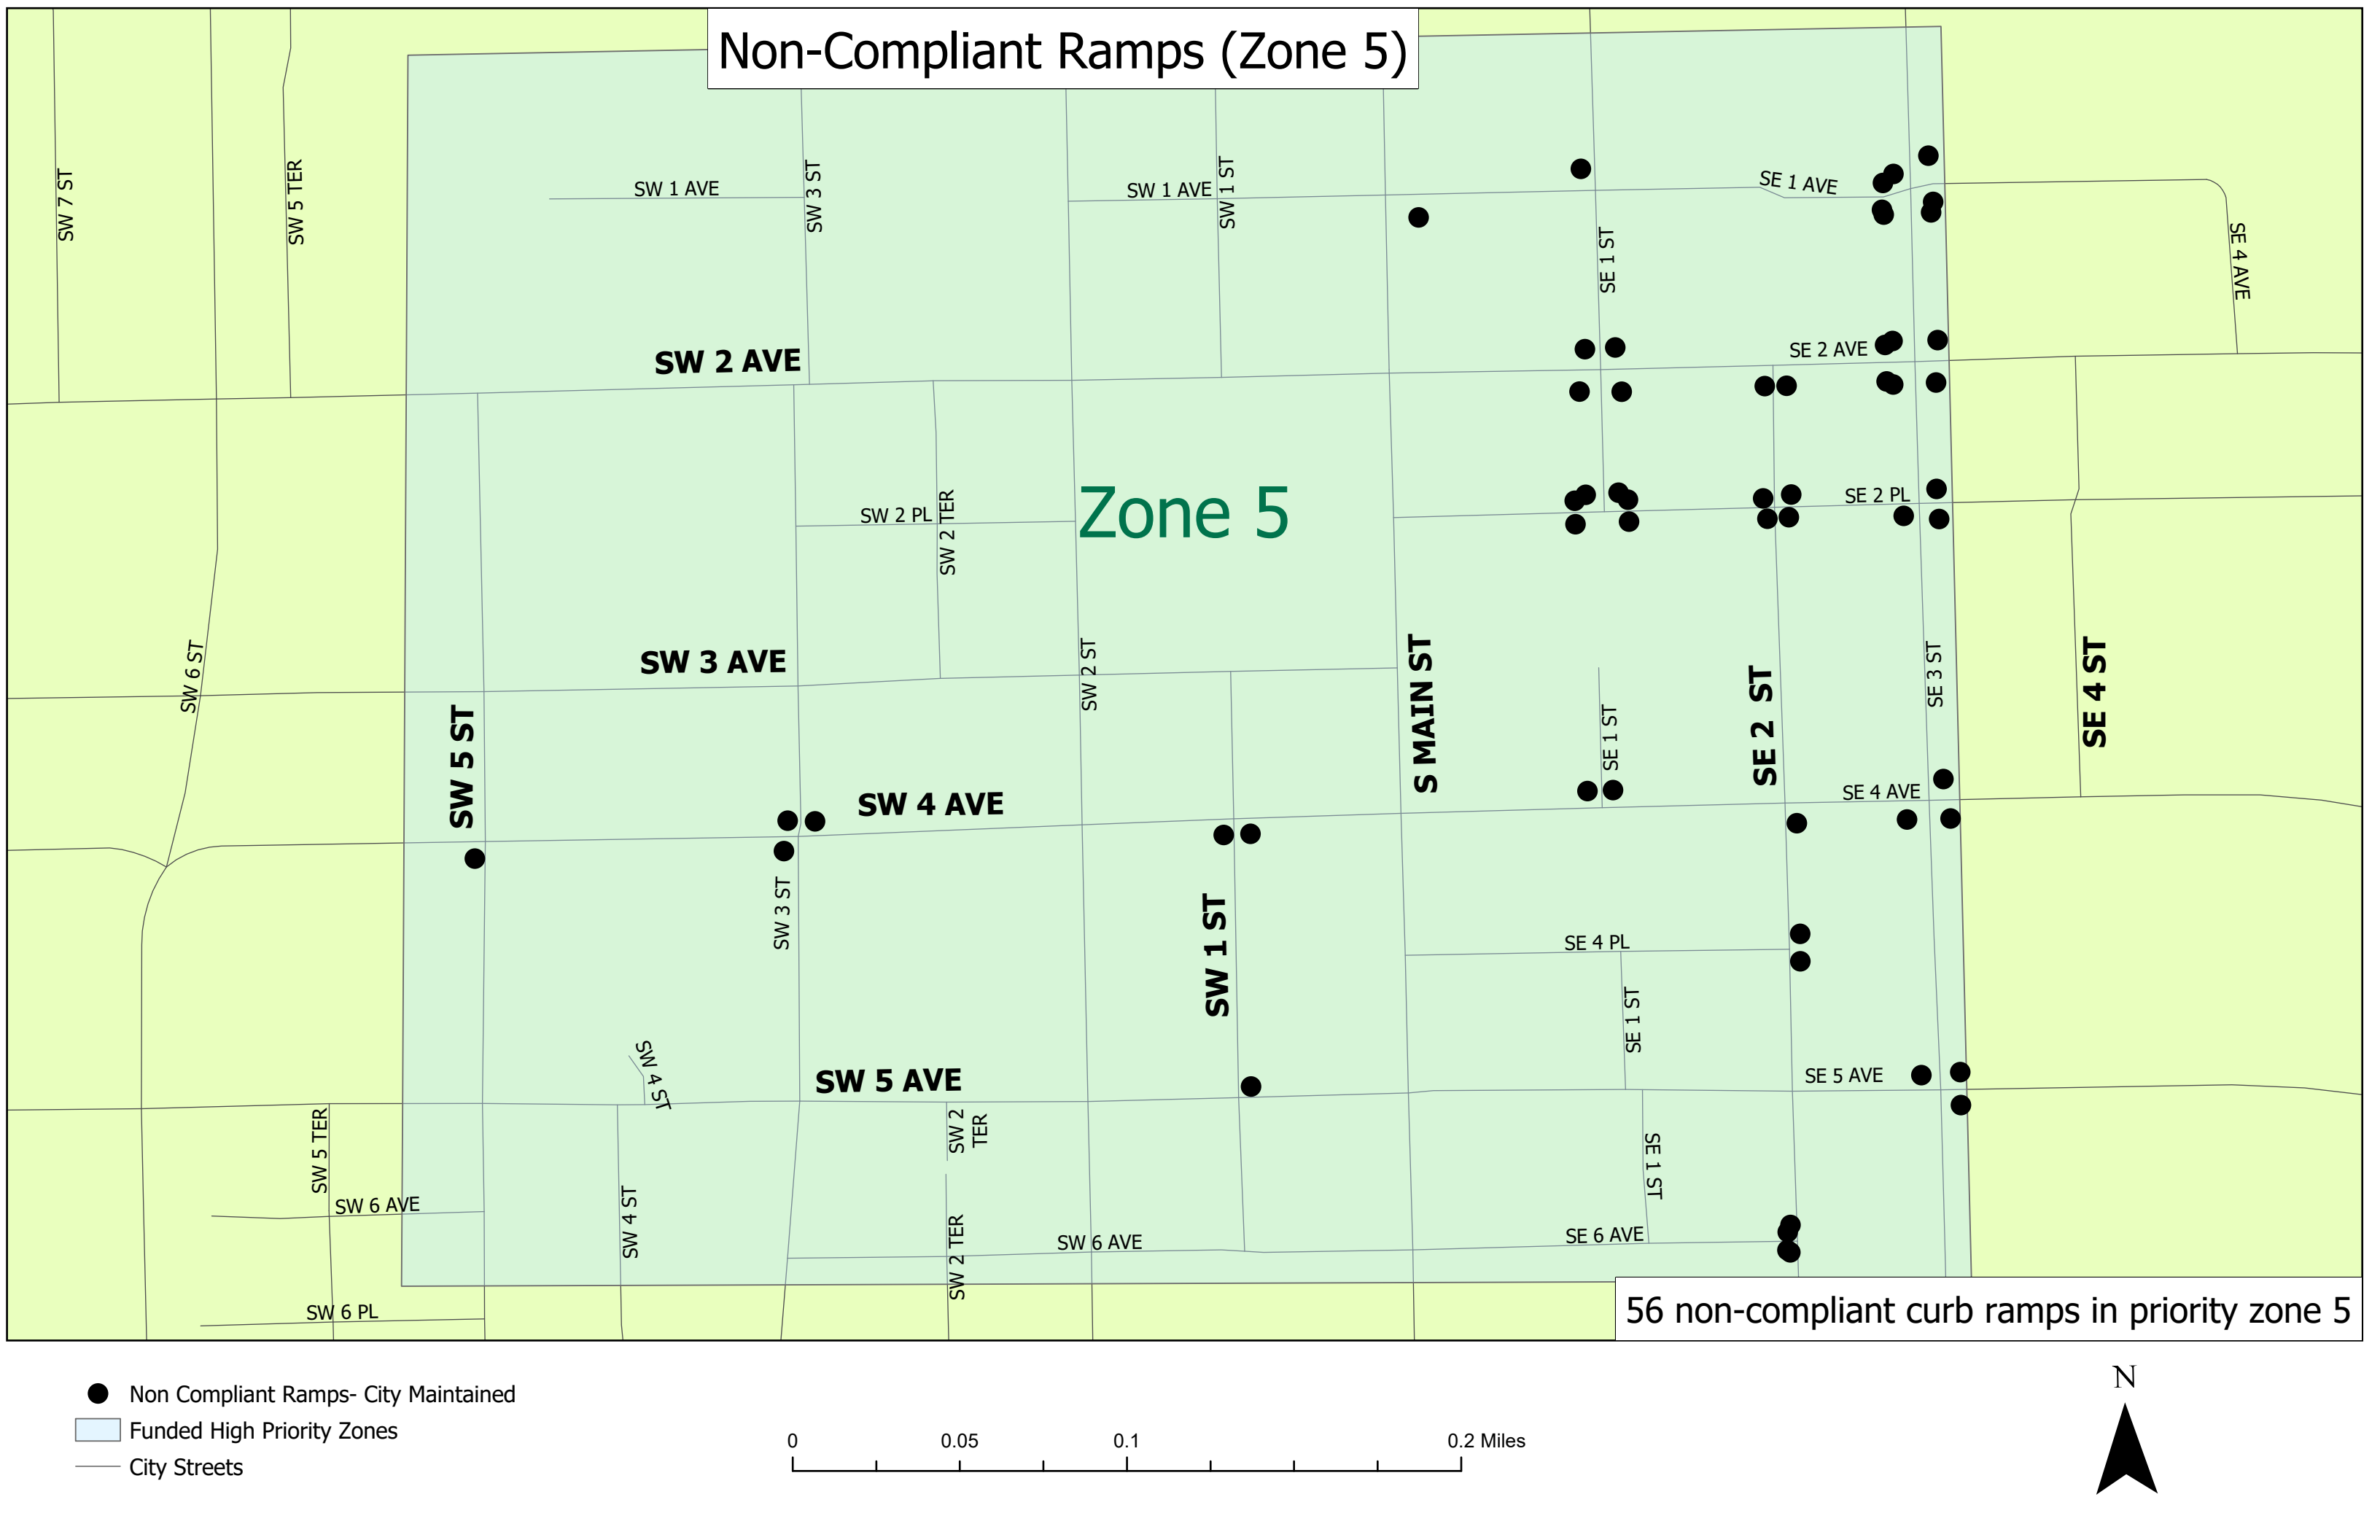 Non-Compliant Ramps (Zone 5)
SW 7 ST
SW 5 TER
SW 1 AVE
SW 3 ST
SW 1 AVE
SW 1 ST
SE 1 AVE
SE 1 ST
SE 4 AVE
SW 2 AVE
SE 2 AVE
SW 2 PL
SW 2 TER
Zone 5
SE 2 PL
SW 6 ST
SW 3 AVE
SW 2 ST
S MAIN ST
SE 1 ST
SE 2 ST
SE 3 ST
SE 4 ST
SW 5 ST
SW 4 AVE
SE 4 AVE
SW 3 ST
SW 1 ST
SE 4 PL
SE 1 ST
SW 4 ST
SW 5 AVE
SE 5 AVE
SW 5 TER
SW 2
TER
SE 1 ST
SW 6 AVE
SW 4 ST
SW 2 TER
SW 6 AVE
SE 6 AVE
SW 6 PL
56 non-compliant curb ramps in priority zone 5
Non Compliant Ramps- City Maintained
Funded High Priority Zones
City Streets
0 0.05 0.1 0.2 Miles
N